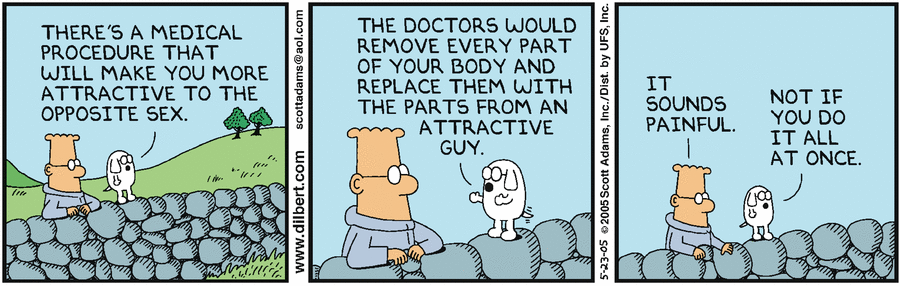 THERE'S A MEDICAL
PROCEDURE THAT
WILL MAKE YOU MORE
ATTRACTIVE TO THE
OPPOSITE SEX.
scottadams@aol.com
www.dilbert.com
THE DOCTORS WOULD
REMOVE EVERY PART
OF YOUR BODY AND
REPLACE THEM WITH
THE PARTS FROM AN
ATTRACTIVE
GUY.
5-23-05 © 2005 Scott Adams, Inc./Dist. by UFS, Inc.
IT
SOUNDS
PAINFUL.
NOT IF
YOU DO
IT ALL
AT ONCE.